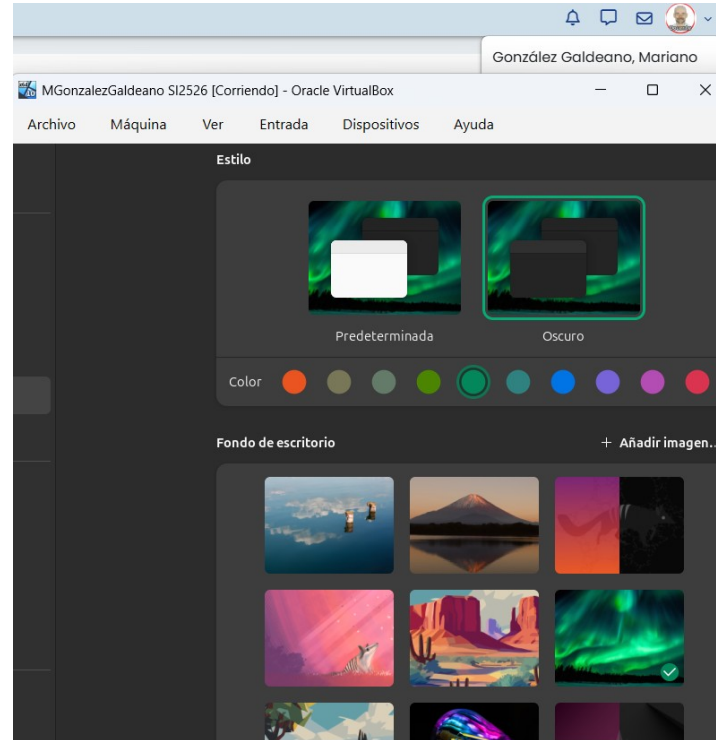 González Galdeano, Mariano
MGonzalezGaldeano SI2526 [Corriendo] - Oracle VirtualBox
Archivo Máquina Ver Entrada Dispositivos Ayuda
Estilo
Predeterminada Oscuro
Color
Fondo de escritorio + Añadir imagen...